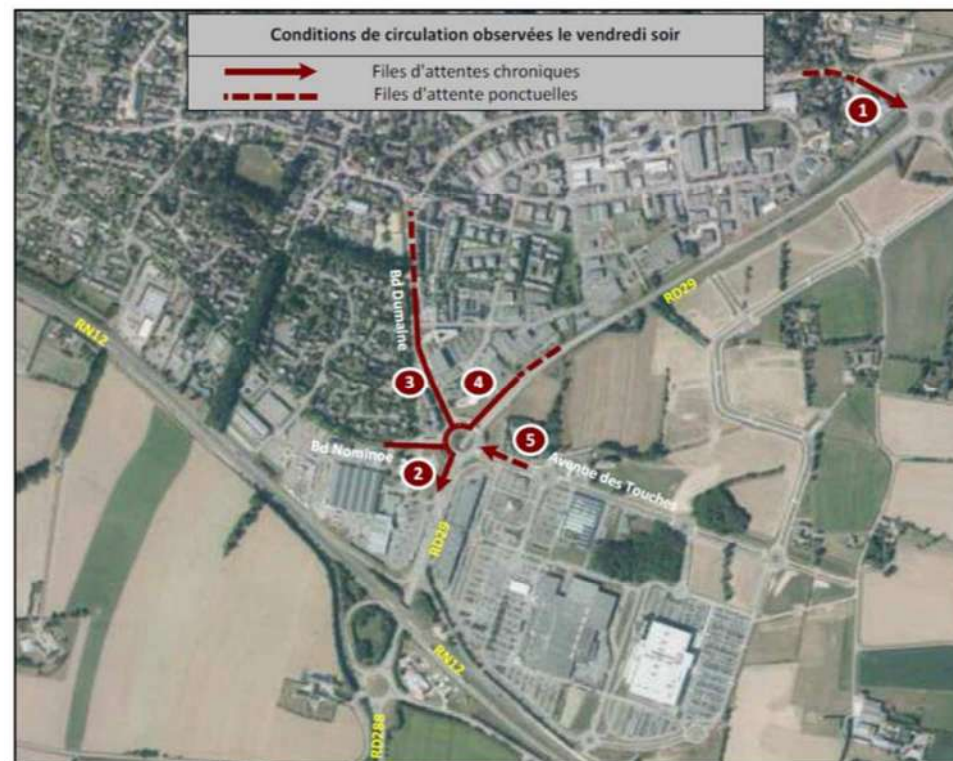 Conditions de circulation observées le vendredi soir
Files d'attentes chroniques
Files d'attente ponctuelles
1
RD29
Bd Dumaine
RN12
3
4
5
Bd Nominoë
Avenue des Touches
2
RD29
RN12
RD288